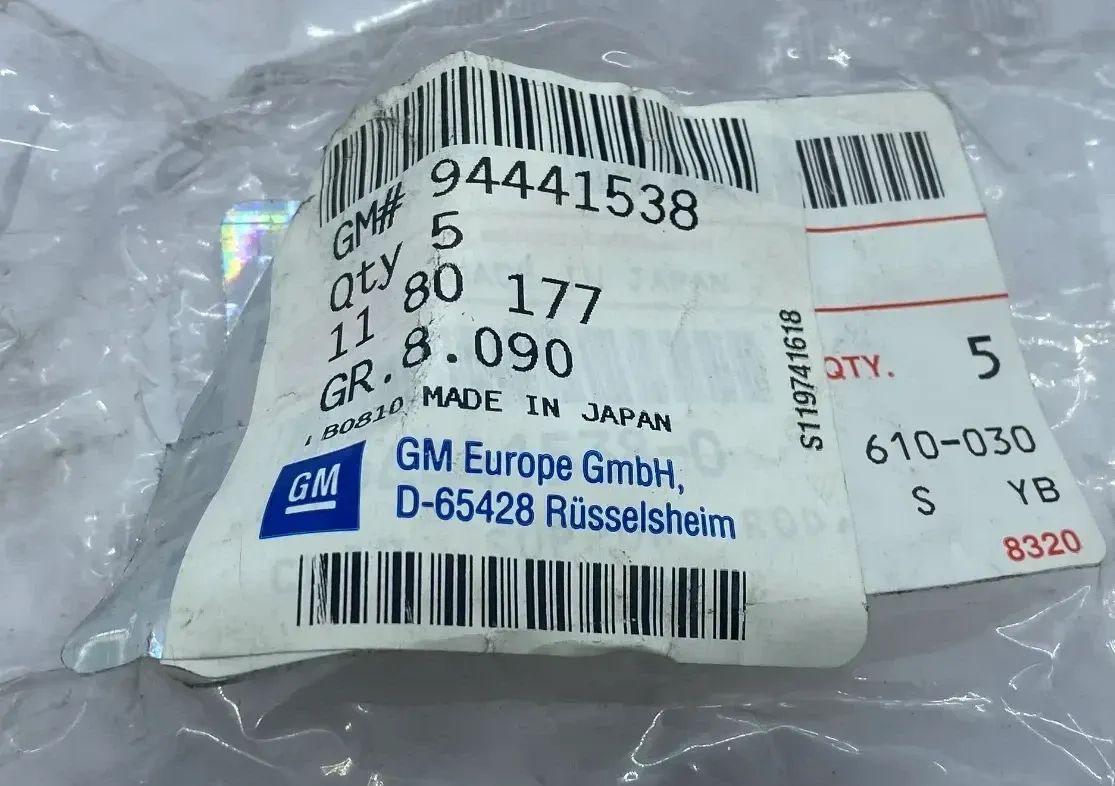 GM# 94441538
Qty 5
11 80 177
GR.8.090
B0810 MADE IN JAPAN
GM
GM Europe GmbH,
D-65428 Rüsselsheim
S119741618
QTY. 5
610-030
S YB
8320